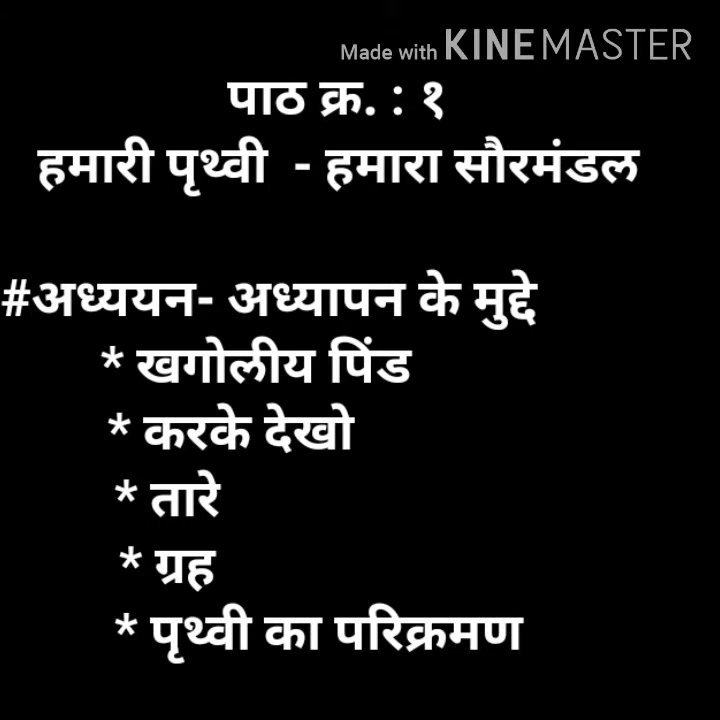 Made with KINEMASTER
पाठ क्र. : १
हमारी पृथ्वी - हमारा सौरमंडल
#अध्ययन- अध्यापन के मुद्दे
* खगोलीय पिंड
* करके देखो
* तारे
* ग्रह
* पृथ्वी का परिक्रमण